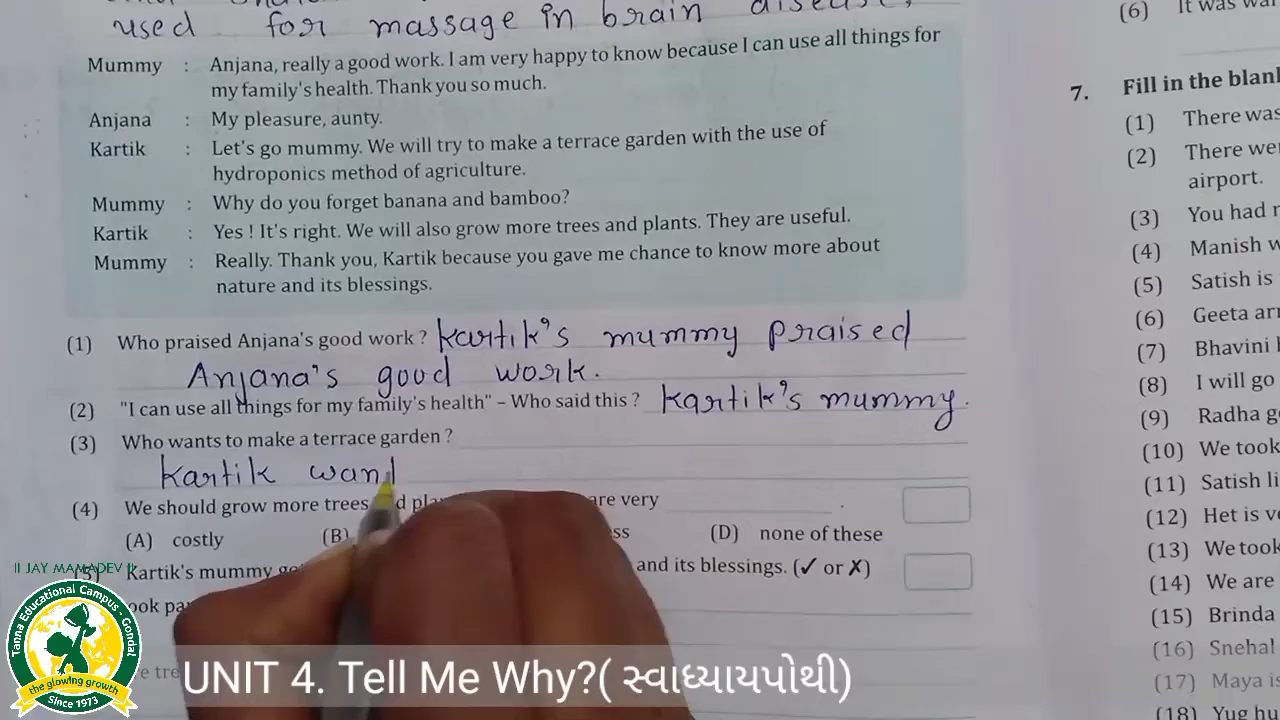 used for massage in brain disease,
Mummy : Anjana, really a good work. I am very happy to know because I can use all things for
my family's health. Thank you so much.
Anjana : My pleasure, aunty.
Kartik : Let's go mummy. We will try to make a terrace garden with the use of
hydroponics method of agriculture.
Mummy : Why do you forget banana and bamboo?
Kartik : Yes ! It's right. We will also grow more trees and plants. They are useful.
Mummy : Really. Thank you, Kartik because you gave me chance to know more about
nature and its blessings.
(1) Who praised Anjana's good work ? Kartik's mummy praised
Anjana's good work.
(2) "I can use all things for my family's health" – Who said this ? Kartik's mummy.
(3) Who wants to make a terrace garden ?
Kartik wan
(4) We should grow more trees are very
(A) costly (B) (D) none of these
Kartik's mummy and its blessings. (✓ or ✗)
(6) It was
7. Fill in the
(1) There was
(2) There
airport.
(3) You had
(4) Manish
(5) Satish is
(6) Geeta
(7) Bhavini
(8) I will go
(9) Radha
(10) We took
(11) Satish
(12) Het is
(13) We took
(14) We are
(15) Brinda
(16) Snehal
(17) Maya
(18) Yug
II JAY MAMADEV II
Tanna Educational Campus - Gondal
the glowing growth
Since 1973
UNIT 4. Tell Me Why?( સ્વાધ્યાયપોથી)